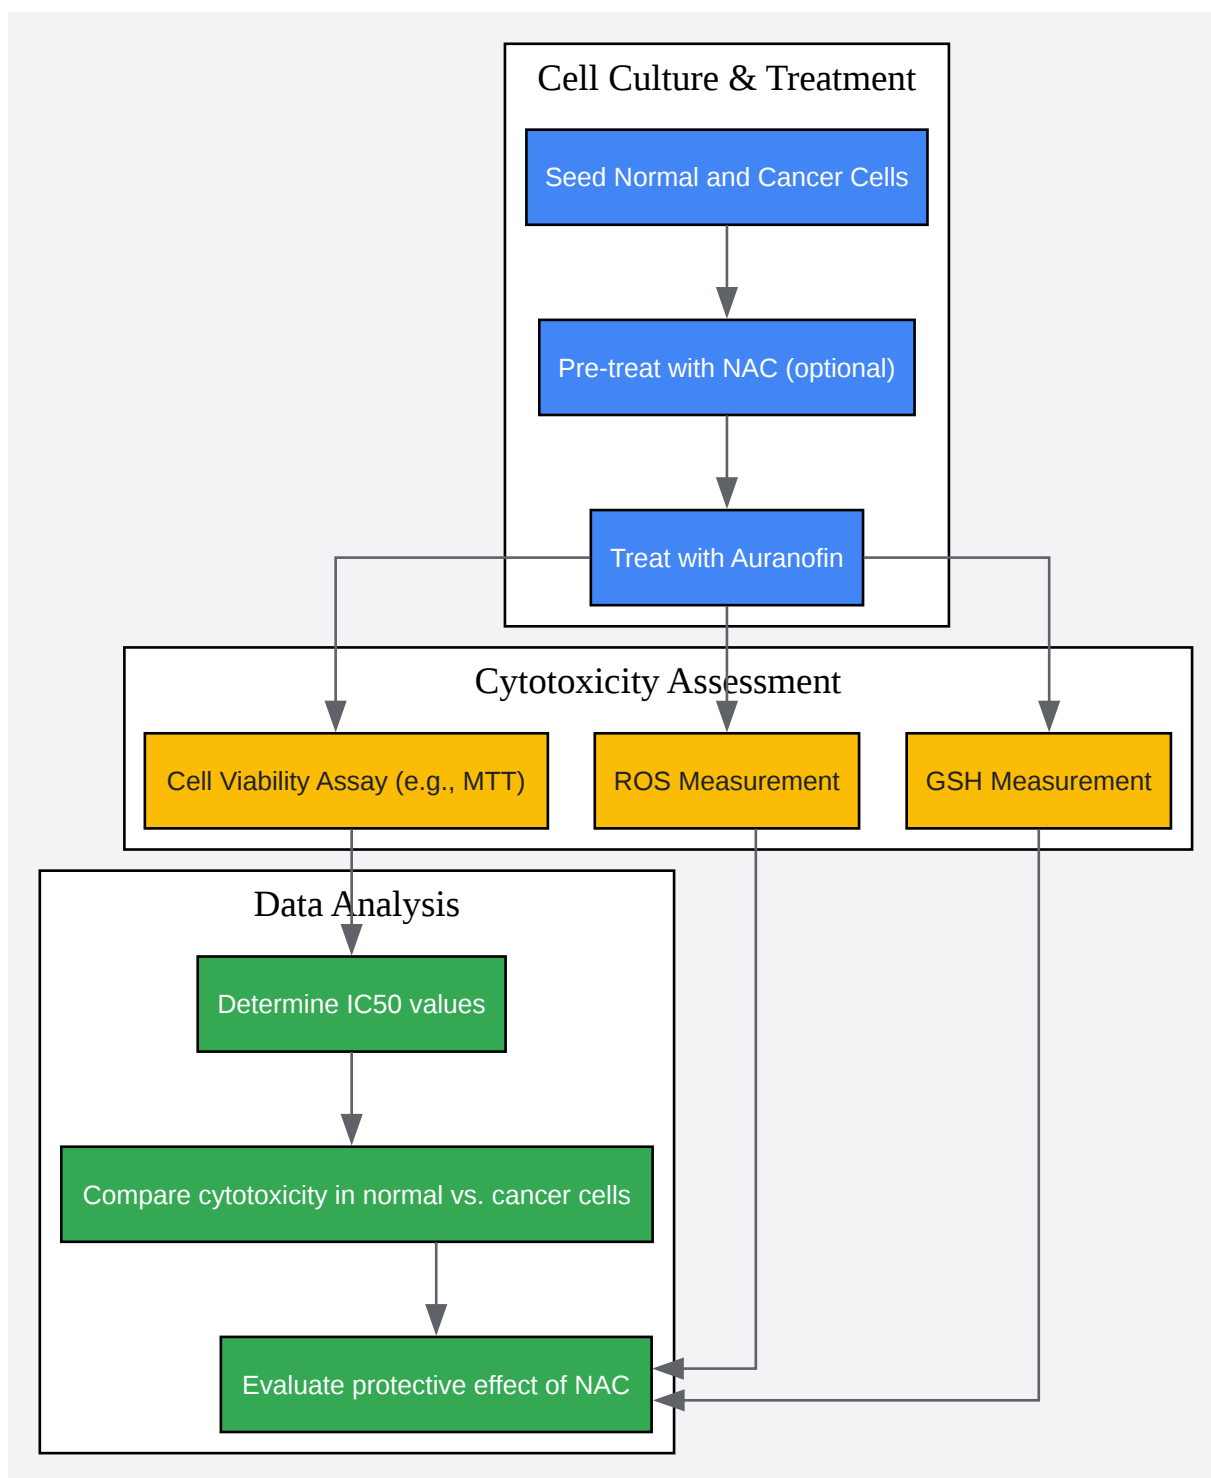 Cell Culture & Treatment
Seed Normal and Cancer Cells
Pre-treat with NAC (optional)
Treat with Auranofin
Cytotoxicity Assessment
Cell Viability Assay (e.g., MTT)
ROS Measurement
GSH Measurement
Data Analysis
Determine IC50 values
Compare cytotoxicity in normal vs. cancer cells
Evaluate protective effect of NAC